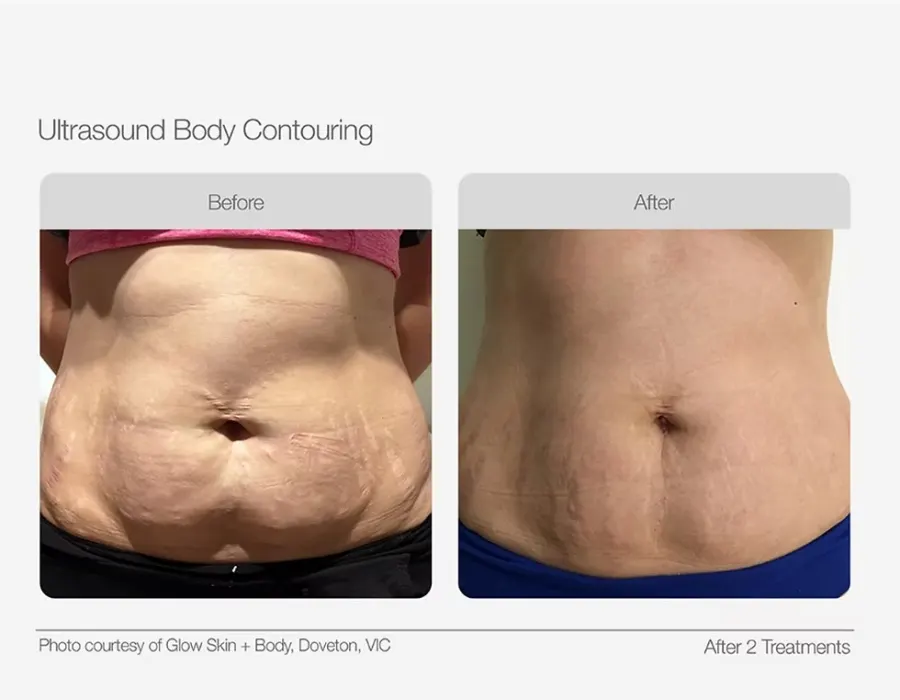 Ultrasound Body Contouring
Before
After
Photo courtesy of Glow Skin + Body, Doveton, VIC
After 2 Treatments